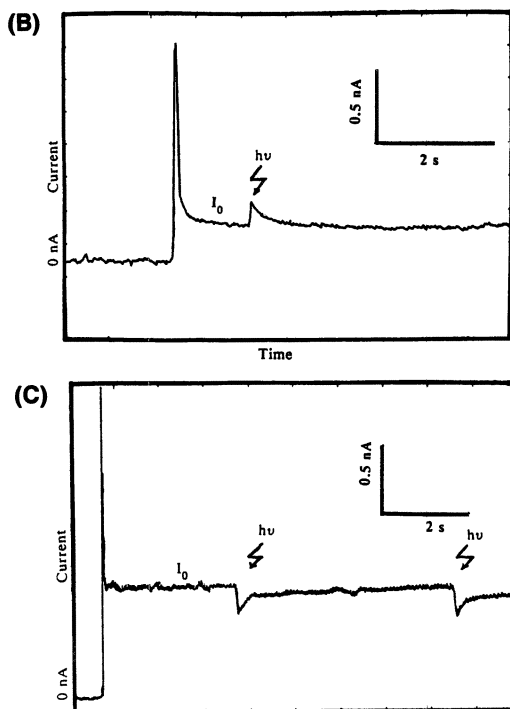 (B)
0.5 nA
2 s
hν
I₀
Current
0 nA
Time
(C)
0.5 nA
2 s
hν
hν
I₀
Current
0 nA